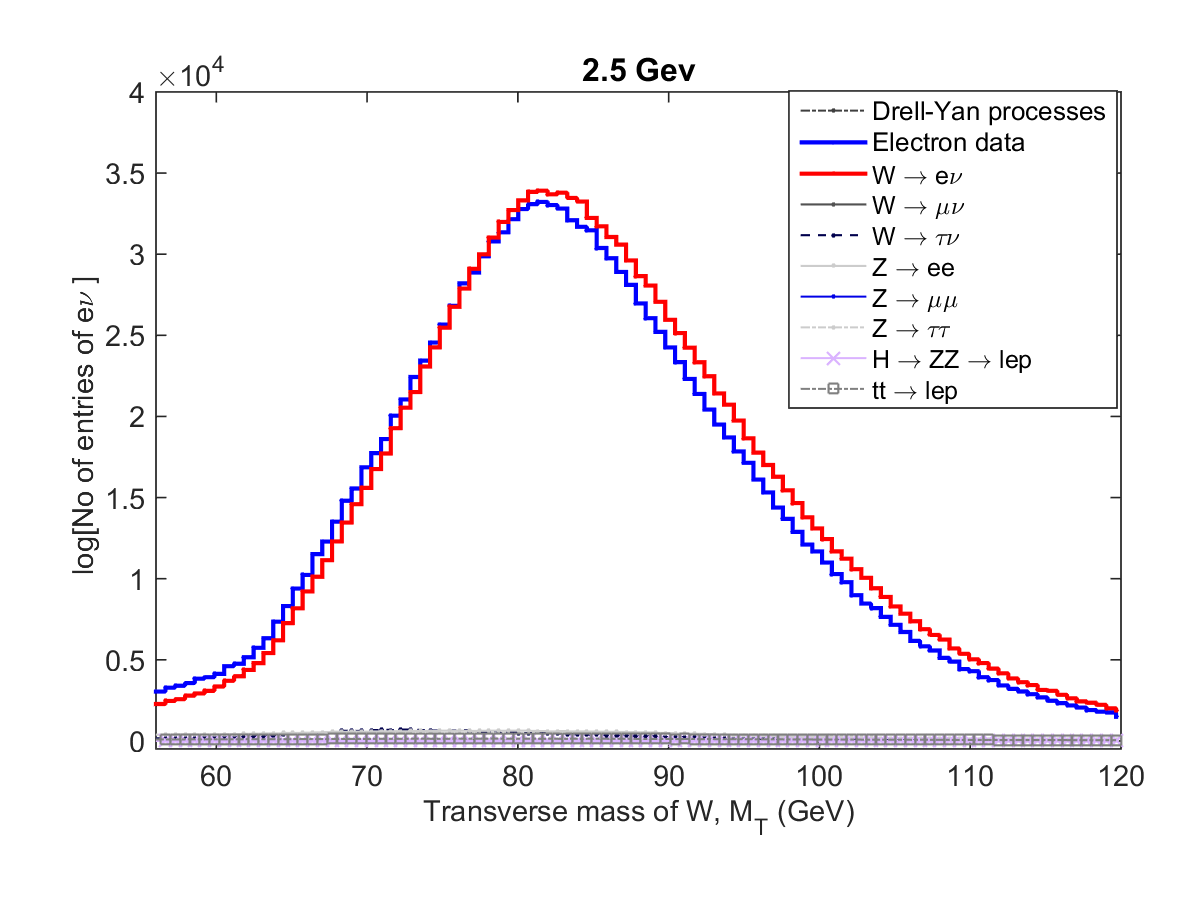 2.5 Gev
×10⁴
4
3.5
3
2.5
2
1.5
1
0.5
0
log[No of entries of eν ]
60 70 80 90 100 110 120
Transverse mass of W, M_T (GeV)
Drell-Yan processes
Electron data
W → eν
W → μν
W → τν
Z → ee
Z → μμ
Z → ττ
H → ZZ → lep
tt → lep